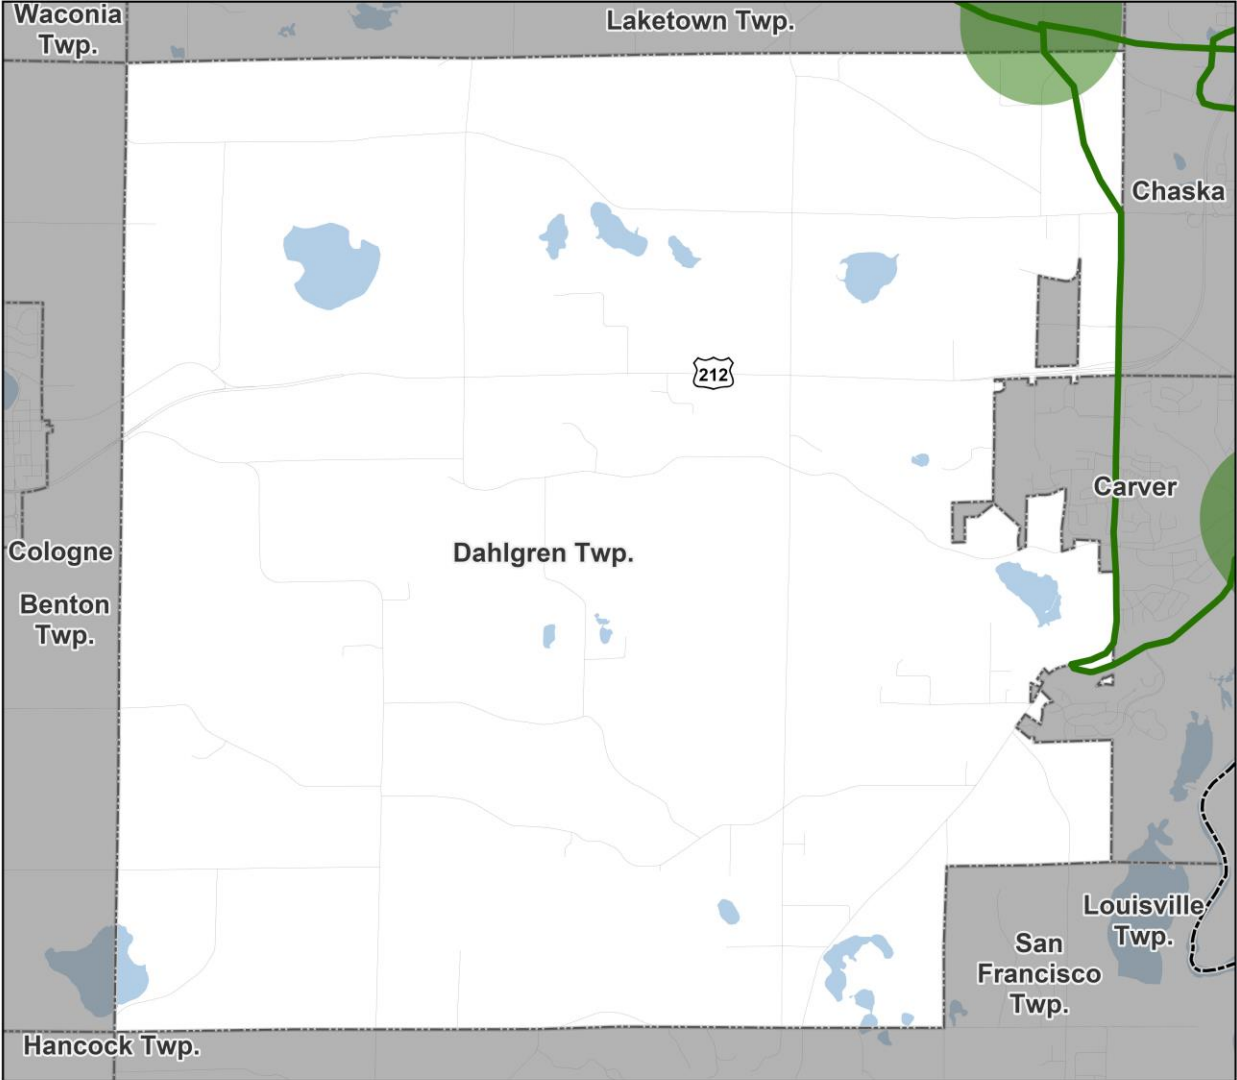 Waconia
Twp.
Laketown Twp.
Chaska
212
Carver
Cologne
Dahlgren Twp.
Benton
Twp.
Louisville
Twp.
San
Francisco
Twp.
Hancock Twp.